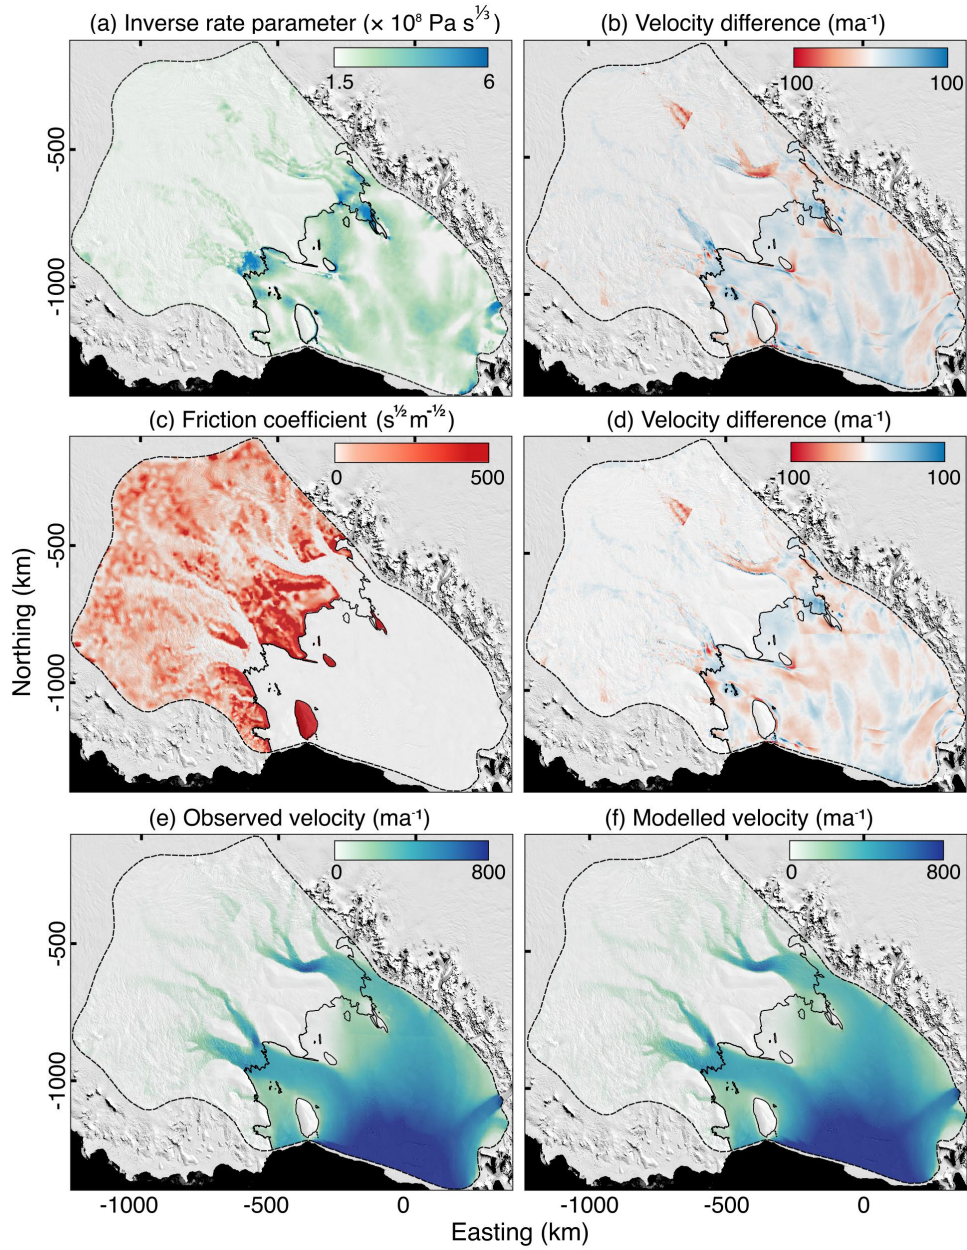 (a) Inverse rate parameter (× 10⁸ Pa s^⅓ )
1.5 6
-500
-1000
(b) Velocity difference (ma⁻¹)
-100 100
(c) Friction coefficient (s^½m^-½)
0 500
-500
-1000
(d) Velocity difference (ma⁻¹)
-100 100
Northing (km)
(e) Observed velocity (ma⁻¹)
0 800
-500
-1000
-1000 -500 0
(f) Modelled velocity (ma⁻¹)
0 800
-1000 -500 0
Easting (km)